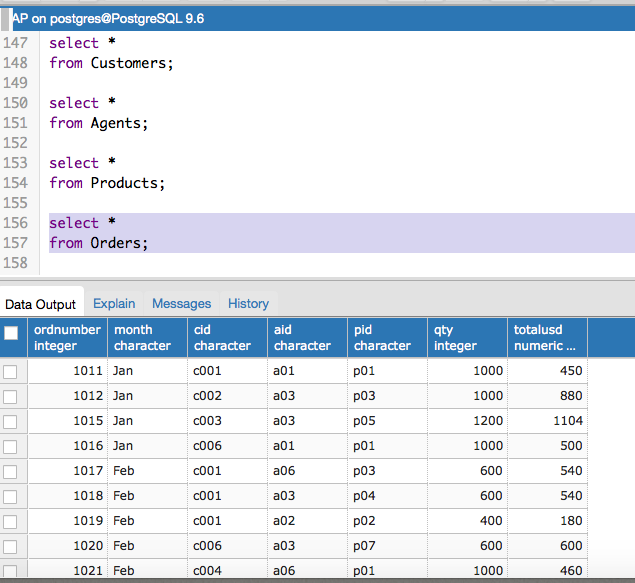 AP on postgres@PostgreSQL 9.6
147 select *
148 from Customers;
149
150 select *
151 from Agents;
152
153 select *
154 from Products;
155
156 select *
157 from Orders;
158
Data Output Explain Messages History
ordnumber month cid aid pid qty totalusd
integer character character character character integer numeric ...
1011 Jan c001 a01 p01 1000 450
1012 Jan c002 a03 p03 1000 880
1015 Jan c003 a03 p05 1200 1104
1016 Jan c006 a01 p01 1000 500
1017 Feb c001 a06 p03 600 540
1018 Feb c001 a03 p04 600 540
1019 Feb c001 a02 p02 400 180
1020 Feb c006 a03 p07 600 600
1021 Feb c004 a06 p01 1000 460